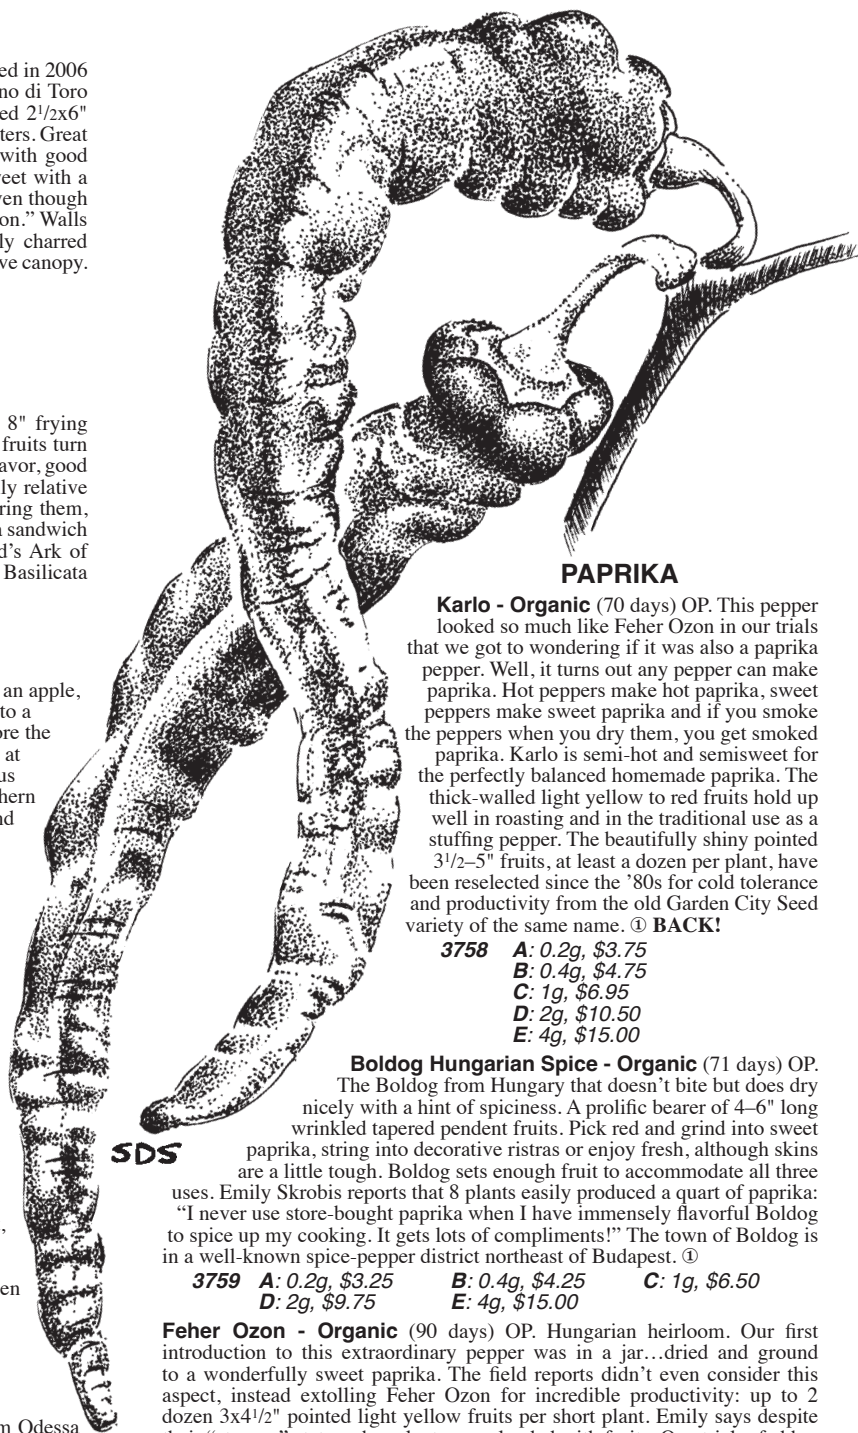 ed in 2006
no di Toro
ed 2 1/2x6"
ters. Great
with good
eet with a
ven though
on.” Walls
ly charred
ve canopy.
8" frying
fruits turn
avor, good
ly relative
ring them,
sandwich
d’s Ark of
Basilicata
an apple,
to a
ore the
at
us
hern
nd
,
en
m Odessa
SDS
PAPRIKA
Karlo - Organic (70 days) OP. This pepper
looked so much like Feher Ozon in our trials
that we got to wondering if it was also a paprika
pepper. Well, it turns out any pepper can make
paprika. Hot peppers make hot paprika, sweet
peppers make sweet paprika and if you smoke
the peppers when you dry them, you get smoked
paprika. Karlo is semi-hot and semisweet for
the perfectly balanced homemade paprika. The
thick-walled light yellow to red fruits hold up
well in roasting and in the traditional use as a
stuffing pepper. The beautifully shiny pointed
3 1/2–5" fruits, at least a dozen per plant, have
been reselected since the ’80s for cold tolerance
and productivity from the old Garden City Seed
variety of the same name. ① BACK!
3758 A: 0.2g, $3.75
B: 0.4g, $4.75
C: 1g, $6.95
D: 2g, $10.50
E: 4g, $15.00
Boldog Hungarian Spice - Organic (71 days) OP.
The Boldog from Hungary that doesn’t bite but does dry
nicely with a hint of spiciness. A prolific bearer of 4–6" long
wrinkled tapered pendent fruits. Pick red and grind into sweet
paprika, string into decorative ristras or enjoy fresh, although skins
are a little tough. Boldog sets enough fruit to accommodate all three
uses. Emily Skrobis reports that 8 plants easily produced a quart of paprika:
“I never use store-bought paprika when I have immensely flavorful Boldog
to spice up my cooking. It gets lots of compliments!” The town of Boldog is
in a well-known spice-pepper district northeast of Budapest. ①
3759 A: 0.2g, $3.25 B: 0.4g, $4.25 C: 1g, $6.50
D: 2g, $9.75 E: 4g, $15.00
Feher Ozon - Organic (90 days) OP. Hungarian heirloom. Our first
introduction to this extraordinary pepper was in a jar…dried and ground
to a wonderfully sweet paprika. The field reports didn’t even consider this
aspect, instead extolling Feher Ozon for incredible productivity: up to 2
dozen 3x4 1/2" pointed light yellow fruits per short plant. Emily says despite